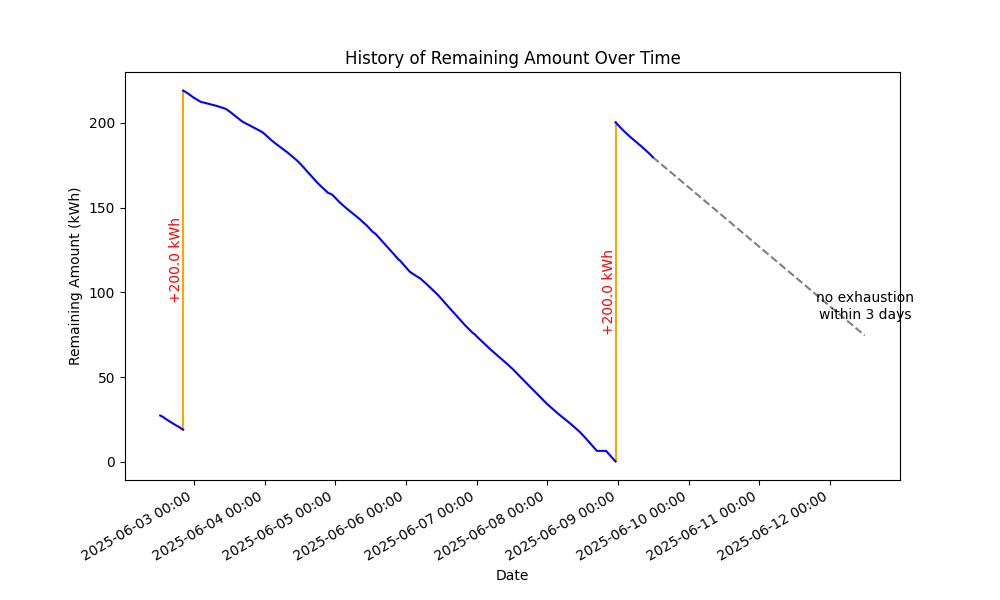 History of Remaining Amount Over Time
Remaining Amount (kWh)
200
150
100
50
0
+200.0 kWh
+200.0 kWh
no exhaustion
within 3 days
2025-06-03 00:00
2025-06-04 00:00
2025-06-05 00:00
2025-06-06 00:00
2025-06-07 00:00
2025-06-08 00:00
2025-06-09 00:00
2025-06-10 00:00
2025-06-11 00:00
2025-06-12 00:00
Date